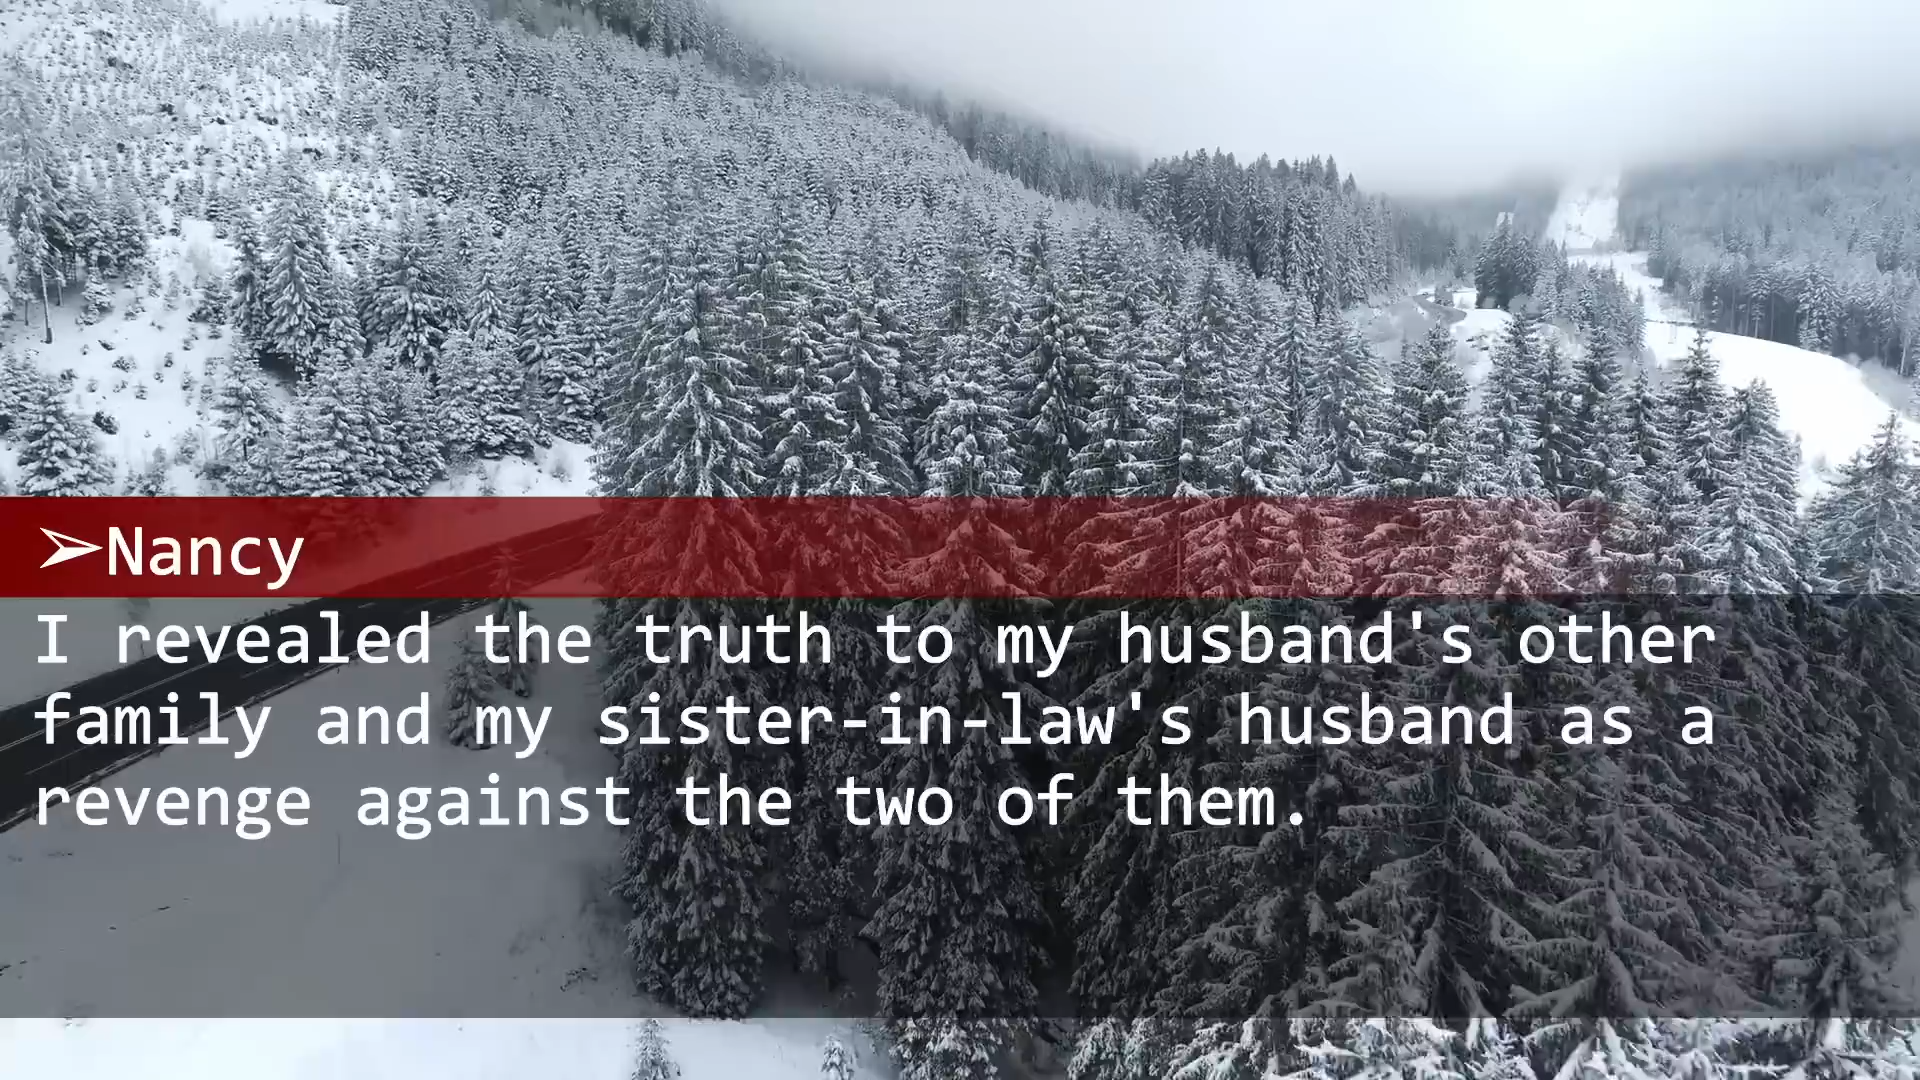 ➢Nancy
I revealed the truth to my husband's other
family and my sister-in-law's husband as a
revenge against the two of them.